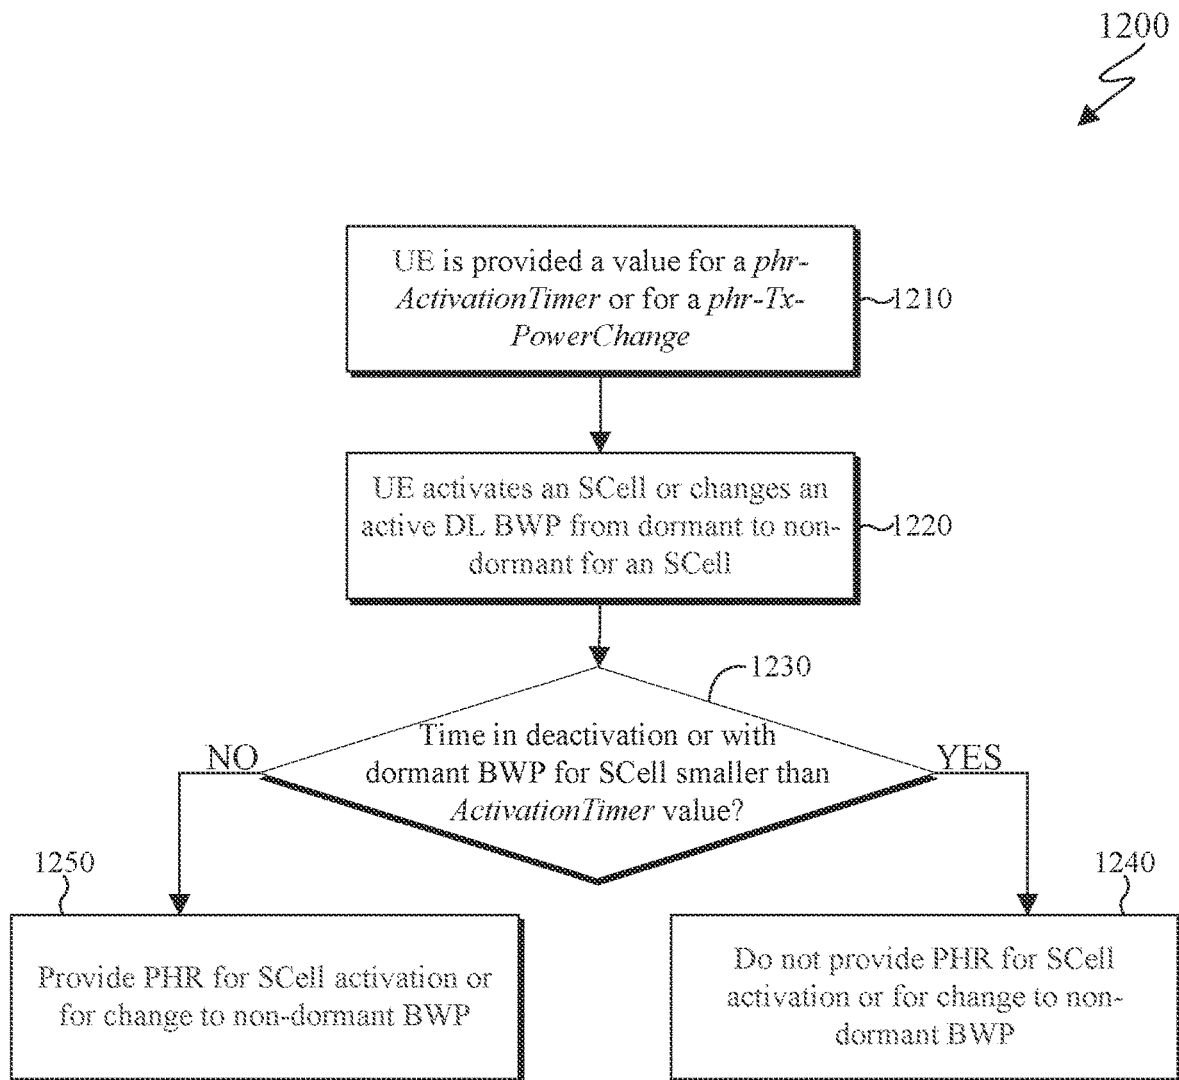 1200
UE is provided a value for a phr-
ActivationTimer or for a phr-Tx-
PowerChange
1210
UE activates an SCell or changes an
active DL BWP from dormant to non-
dormant for an SCell
1220
1230
Time in deactivation or with
dormant BWP for SCell smaller than
ActivationTimer value?
NO
YES
1250
1240
Provide PHR for SCell activation or
for change to non-dormant BWP
Do not provide PHR for SCell
activation or for change to non-
dormant BWP